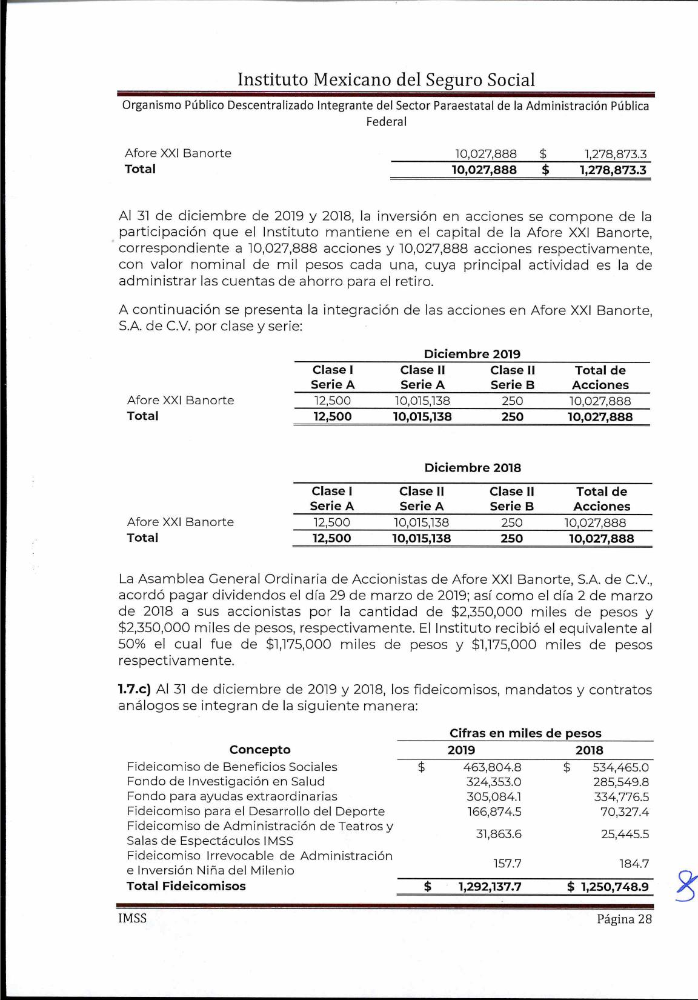 Instituto Mexicano del Seguro Social
Organismo Público Descentralizado Integrante del Sector Paraestatal de la Administración Pública
Federal
Afore XXI Banorte 10,027,888 $ 1,278,873.3
Total 10,027,888 $ 1,278,873.3
Al 31 de diciembre de 2019 y 2018, la inversión en acciones se compone de la
participación que el Instituto mantiene en el capital de la Afore XXI Banorte,
correspondiente a 10,027,888 acciones y 10,027,888 acciones respectivamente,
con valor nominal de mil pesos cada una, cuya principal actividad es la de
administrar las cuentas de ahorro para el retiro.
A continuación se presenta la integración de las acciones en Afore XXI Banorte,
S.A. de C.V. por clase y serie:
Diciembre 2019
Clase I Clase II Clase II Total de
Serie A Serie A Serie B Acciones
Afore XXI Banorte 12,500 10,015,138 250 10,027,888
Total 12,500 10,015,138 250 10,027,888
Diciembre 2018
Clase I Clase II Clase II Total de
Serie A Serie A Serie B Acciones
Afore XXI Banorte 12,500 10,015,138 250 10,027,888
Total 12,500 10,015,138 250 10,027,888
La Asamblea General Ordinaria de Accionistas de Afore XXI Banorte, S.A. de C.V.,
acordó pagar dividendos el día 29 de marzo de 2019; así como el día 2 de marzo
de 2018 a sus accionistas por la cantidad de $2,350,000 miles de pesos y
$2,350,000 miles de pesos, respectivamente. El Instituto recibió el equivalente al
50% el cual fue de $1,175,000 miles de pesos y $1,175,000 miles de pesos
respectivamente.
1.7.c) Al 31 de diciembre de 2019 y 2018, los fideicomisos, mandatos y contratos
análogos se integran de la siguiente manera:
Cifras en miles de pesos
Concepto 2019 2018
Fideicomiso de Beneficios Sociales $ 463,804.8 $ 534,465.0
Fondo de Investigación en Salud 324,353.0 285,549.8
Fondo para ayudas extraordinarias 305,084.1 334,776.5
Fideicomiso para el Desarrollo del Deporte 166,874.5 70,327.4
Fideicomiso de Administración de Teatros y
Salas de Espectáculos IMSS 31,863.6 25,445.5
Fideicomiso Irrevocable de Administración
e Inversión Niña del Milenio 157.7 184.7
Total Fideicomisos $ 1,292,137.7 $ 1,250,748.9
IMSS Página 28